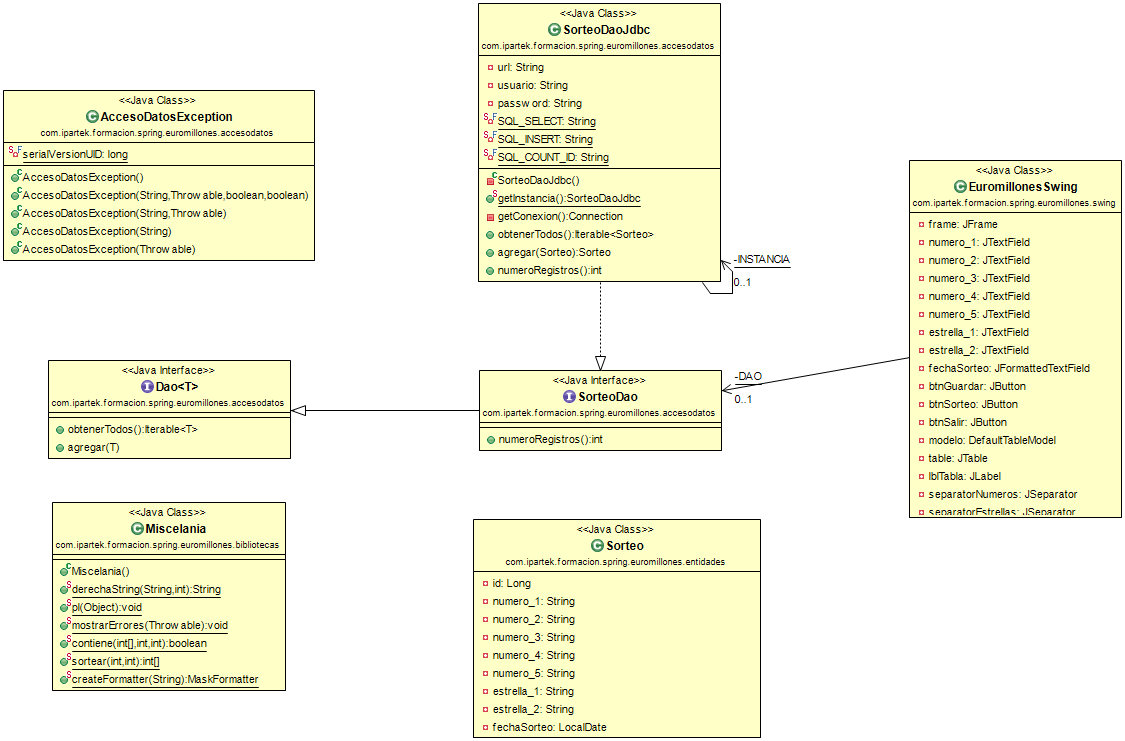 <<Java Class>>
SorteoDaoJdbc
com.ipartek.formacion.spring.euromillones.accesodatos
url: String
usuario: String
password: String
SQL_SELECT: String
SQL_INSERT: String
SQL_COUNT_ID: String
SorteoDaoJdbc()
getInstancia():SorteoDaoJdbc
getConexion():Connection
obtenerTodos():Iterable<Sorteo>
agregar(Sorteo):Sorteo
numeroRegistros():int
-INSTANCIA
0..1
<<Java Class>>
AccesoDatosException
com.ipartek.formacion.spring.euromillones.accesodatos
serialVersionUID: long
AccesoDatosException()
AccesoDatosException(String,Throwable,boolean,boolean)
AccesoDatosException(String,Throwable)
AccesoDatosException(String)
AccesoDatosException(Throwable)
<<Java Class>>
EuromillonesSwing
com.ipartek.formacion.spring.euromillones.swing
frame: JFrame
numero_1: JTextField
numero_2: JTextField
numero_3: JTextField
numero_4: JTextField
numero_5: JTextField
estrella_1: JTextField
estrella_2: JTextField
fechaSorteo: JFormattedTextField
btnGuardar: JButton
btnSorteo: JButton
btnSalir: JButton
modelo: DefaultTableModel
table: JTable
lblTabla: JLabel
separatorNumeros: JSeparator
separatorEstrellas: JSeparator
<<Java Interface>>
Dao<T>
com.ipartek.formacion.spring.euromillones.accesodatos
obtenerTodos():Iterable<T>
agregar(T)
<<Java Interface>>
SorteoDao
com.ipartek.formacion.spring.euromillones.accesodatos
numeroRegistros():int
-DAO
0..1
<<Java Class>>
Miscelania
com.ipartek.formacion.spring.euromillones.bibliotecas
Miscelania()
derechaString(String,int):String
pl(Object):void
mostrarErrores(Throwable):void
contiene(int[],int,int):boolean
sortear(int,int):int[]
createFormatter(String):MaskFormatter
<<Java Class>>
Sorteo
com.ipartek.formacion.spring.euromillones.entidades
id: Long
numero_1: String
numero_2: String
numero_3: String
numero_4: String
numero_5: String
estrella_1: String
estrella_2: String
fechaSorteo: LocalDate